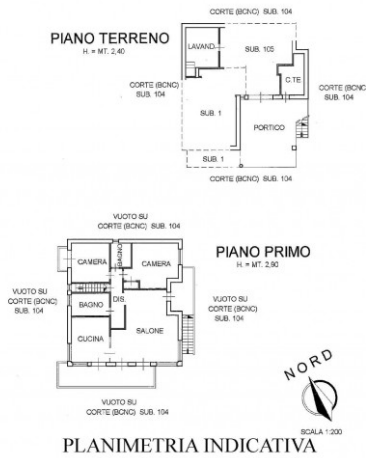 CORTE (BCNC)
SUB. 104
PIANO TERRENO
H. = MT. 2,40
LAVAND.
SUB. 105
C.TE
CORTE (BCNC)
SUB. 104
CORTE (BCNC)
SUB. 104
SUB. 1
PORTICO
SUB. 1
CORTE (BCNC) SUB. 104
VUOTO SU
CORTE (BCNC) SUB. 104
PIANO PRIMO
H. = MT. 2,90
CAMERA
BAGNO
CAMERA
VUOTO SU
CORTE (BCNC)
SUB. 104
BAGNO
DIS.
VUOTO SU
CORTE (BCNC)
SUB. 104
CUCINA
SALONE
VUOTO SU
CORTE (BCNC) SUB. 104
NORD
SCALA 1:200
PLANIMETRIA INDICATIVA